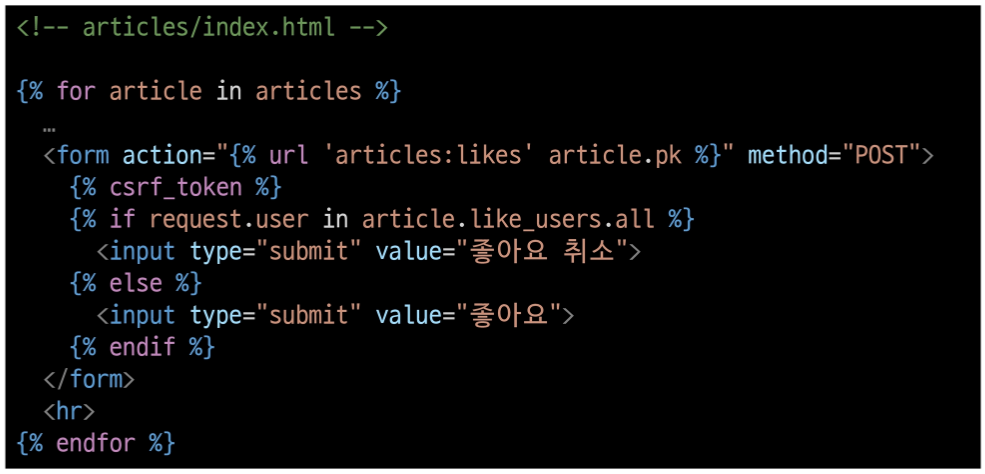 <!-- articles/index.html -->
{% for article in articles %}
…
<form action="{% url 'articles:likes' article.pk %}" method="POST">
{% csrf_token %}
{% if request.user in article.like_users.all %}
<input type="submit" value="좋아요 취소">
{% else %}
<input type="submit" value="좋아요">
{% endif %}
</form>
<hr>
{% endfor %}